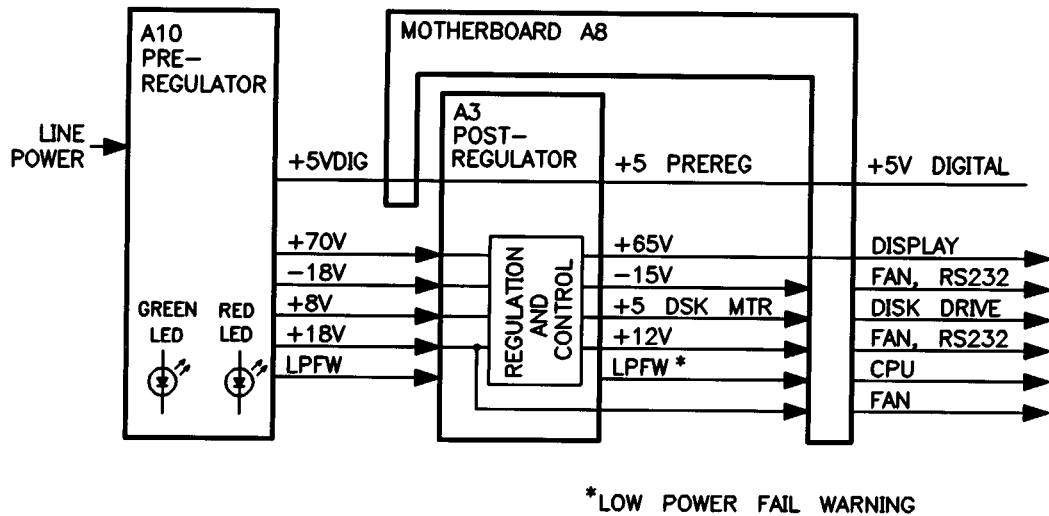 A10
PRE-
REGULATOR
MOTHERBOARD A8
A3
POST-
REGULATOR
LINE
POWER
+5VDIG
+5 PREREG
+5V DIGITAL
+70V
-18V
+8V
+18V
LPFW
GREEN
LED
RED
LED
REGULATION
AND
CONTROL
+65V
-15V
+5 DSK MTR
+12V
LPFW*
DISPLAY
FAN, RS232
DISK DRIVE
FAN, RS232
CPU
FAN
*LOW POWER FAIL WARNING